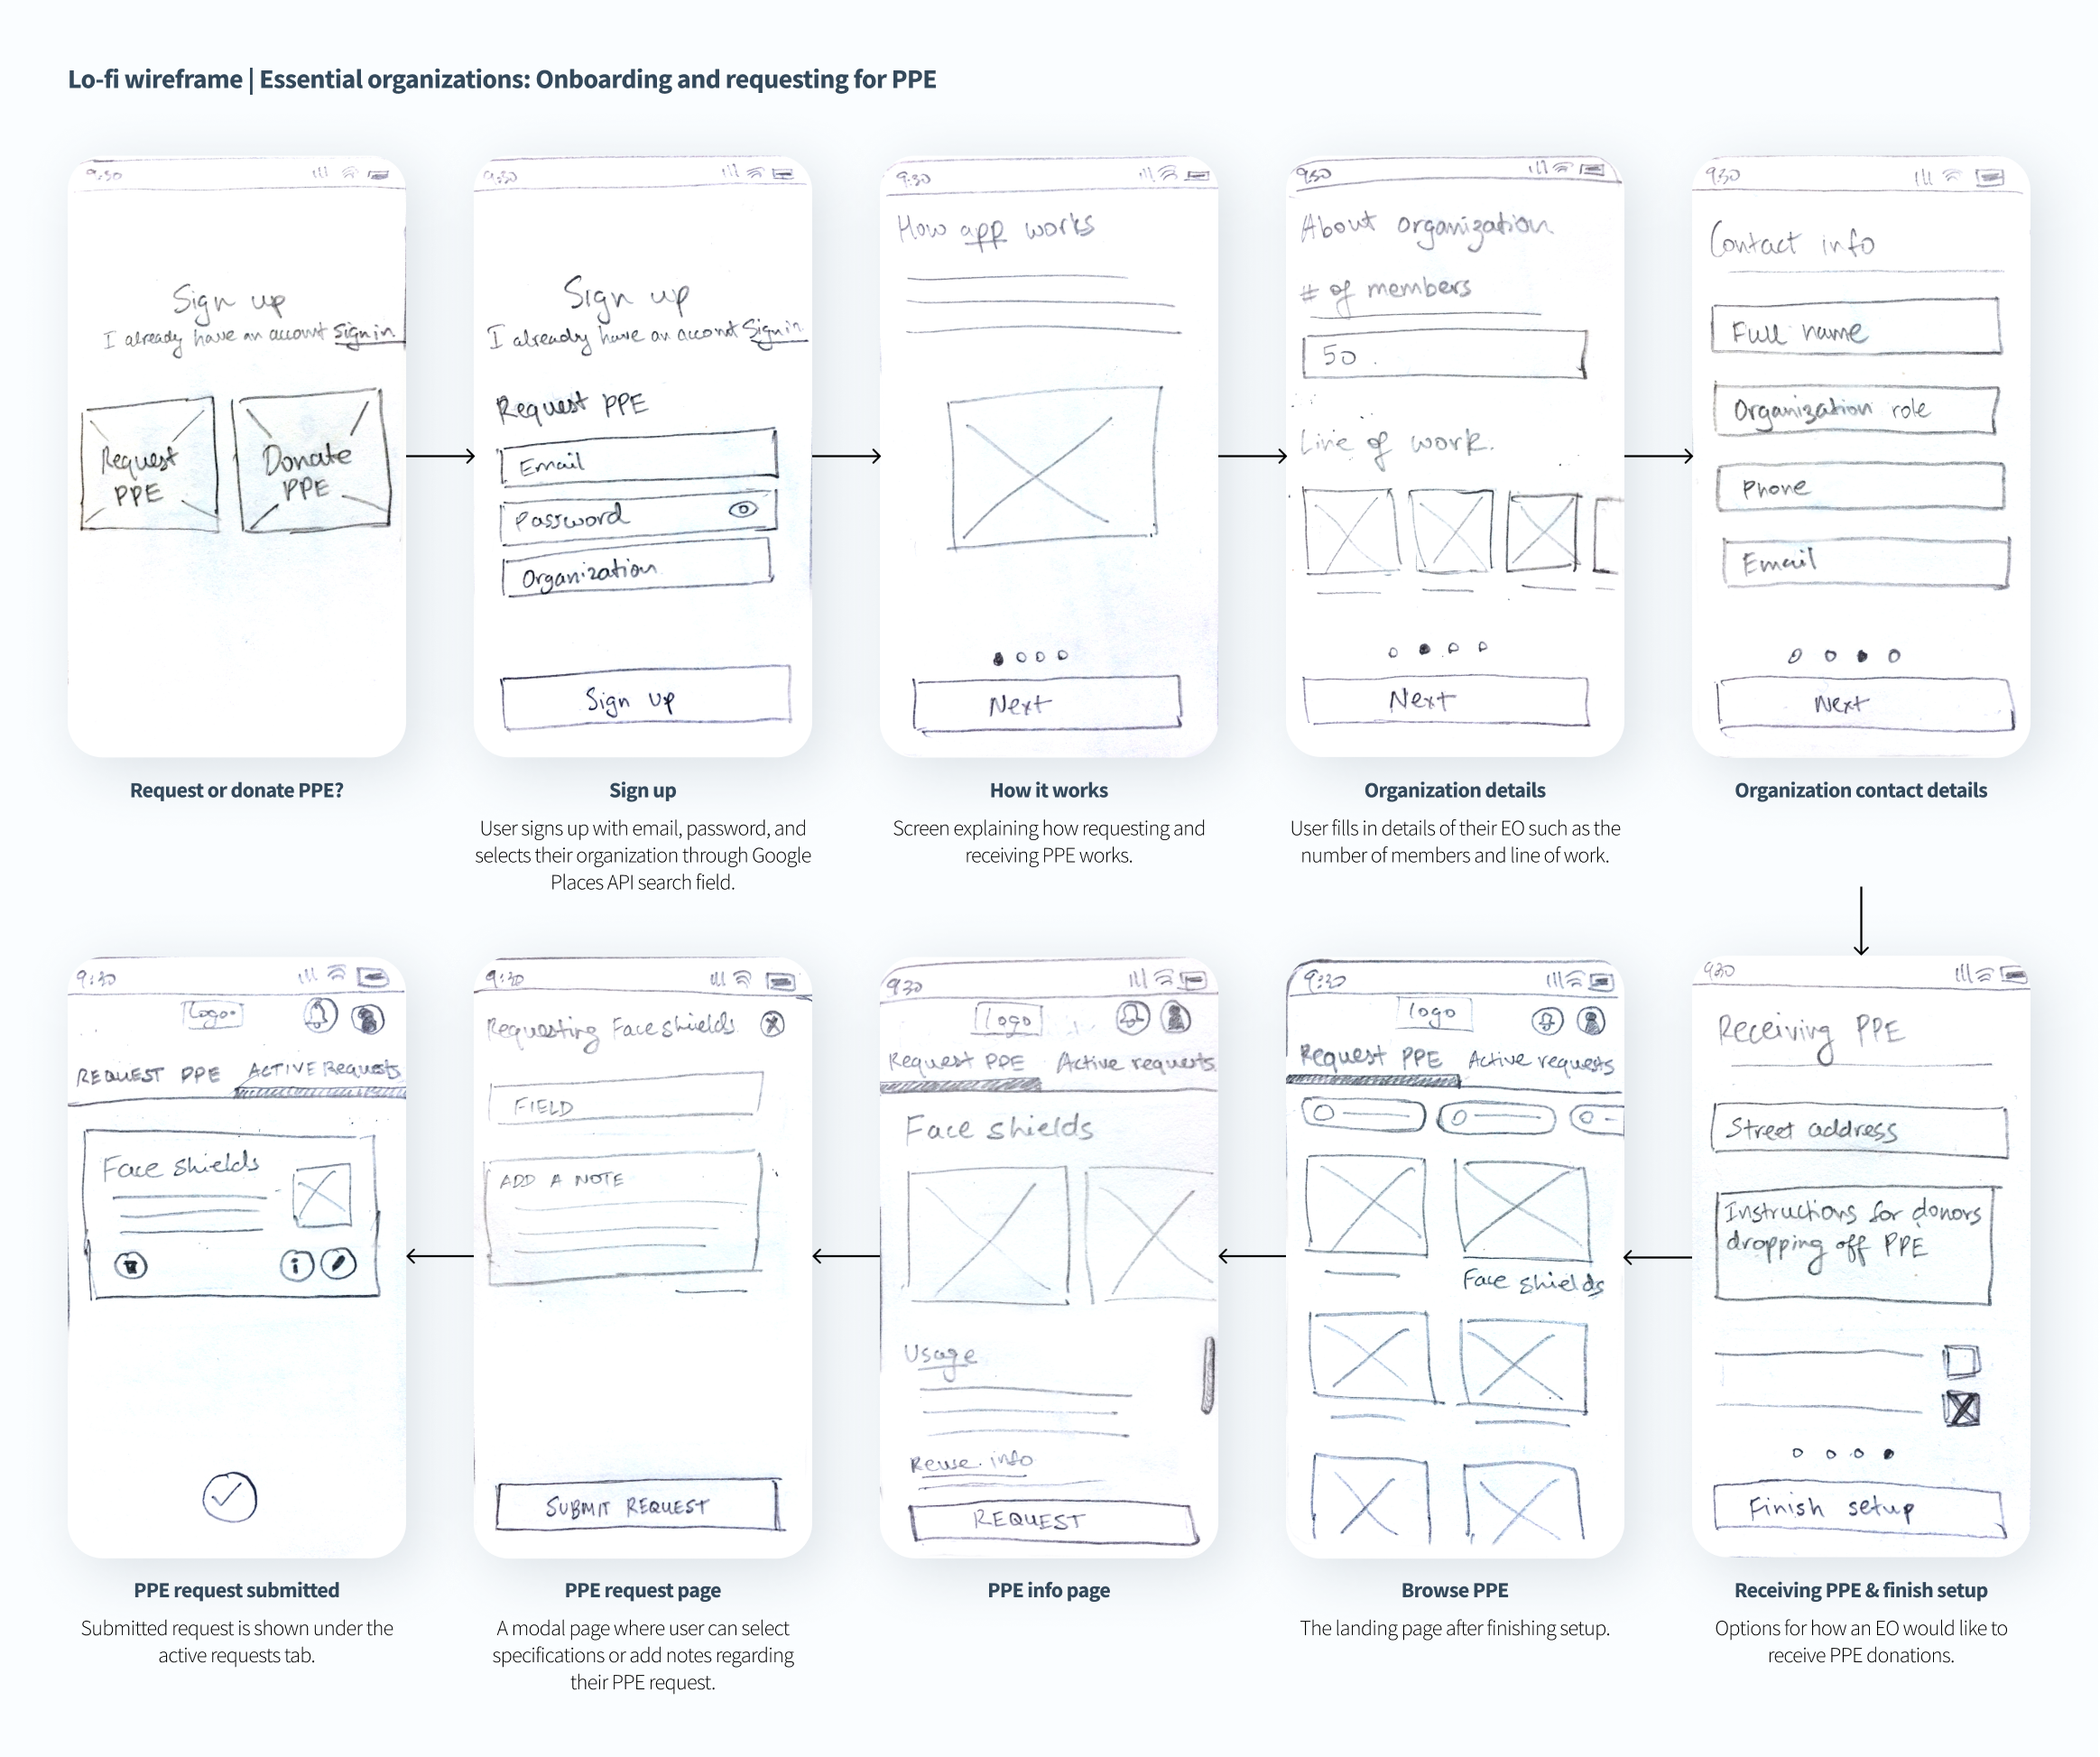 Lo-fi wireframe | Essential organizations: Onboarding and requesting for PPE
9:30
Sign up
I already have an account Sign in
Request
PPE
Donate
PPE
Request or donate PPE?
9:30
Sign up
I already have an account Sign in
Request PPE
Email
Password
Organization
Sign up
Sign up
User signs up with email, password, and
selects their organization through Google
Places API search field.
9:30
How app works
Next
How it works
Screen explaining how requesting and
receiving PPE works.
9:30
About organization
# of members
50
Line of work.
Next
Organization details
User fills in details of their EO such as the
number of members and line of work.
9:30
Contact info
Full name
Organization role
Phone
Email
Next
Organization contact details
9:30
Receiving PPE
Street address
Instructions for donors
dropping off PPE
Finish setup
Receiving PPE & finish setup
Options for how an EO would like to
receive PPE donations.
9:30
logo
Request PPE Active requests
Face shields
Browse PPE
The landing page after finishing setup.
9:30
logo
Request PPE Active requests
Face shields
Usage
Reuse info
REQUEST
PPE info page
9:30
Requesting Face shields
FIELD
ADD A NOTE
SUBMIT REQUEST
PPE request page
A modal page where user can select
specifications or add notes regarding
their PPE request.
9:30
logo
REQUEST PPE ACTIVE Requests
Face shields
PPE request submitted
Submitted request is shown under the
active requests tab.